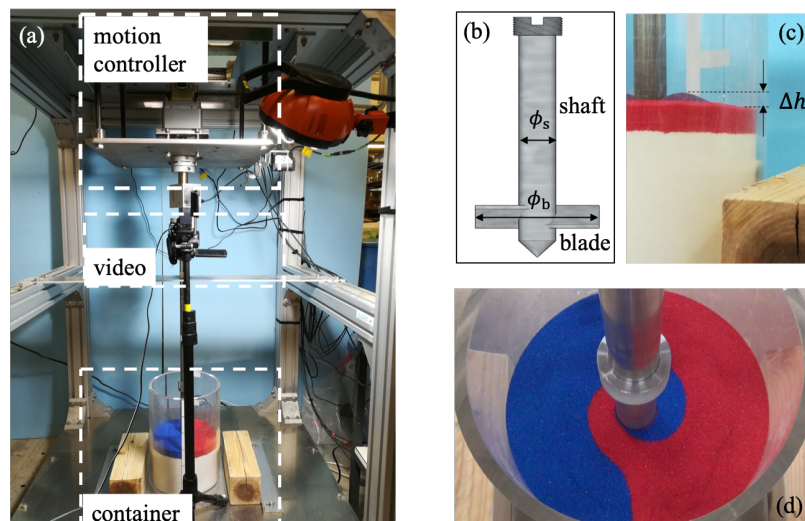 (a)
motion
controller
video
container
(b)
shaft
ϕs
ϕb
blade
(c)
Δh
(d)